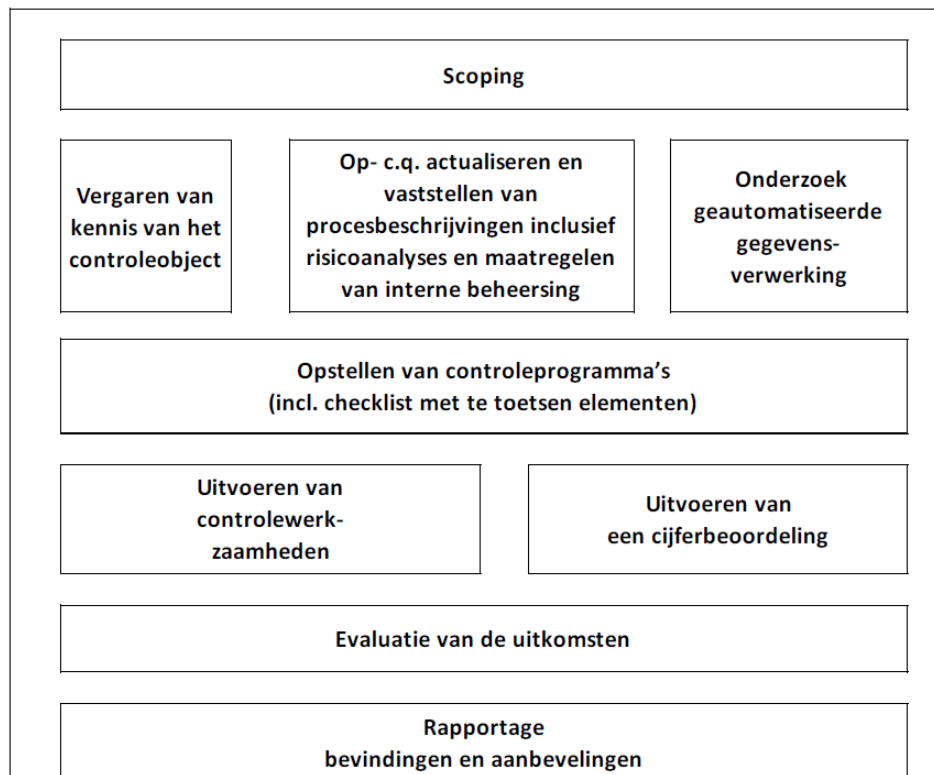 Scoping
Vergaren van
kennis van het
controleobject
Op- c.q. actualiseren en
vaststellen van
procesbeschrijvingen inclusief
risicoanalyses en maatregelen
van interne beheersing
Onderzoek
geautomatiseerde
gegevens-
verwerking
Opstellen van controleprogramma’s
(incl. checklist met te toetsen elementen)
Uitvoeren van
controlewerk-
zaamheden
Uitvoeren van
een cijferbeoordeling
Evaluatie van de uitkomsten
Rapportage
bevindingen en aanbevelingen